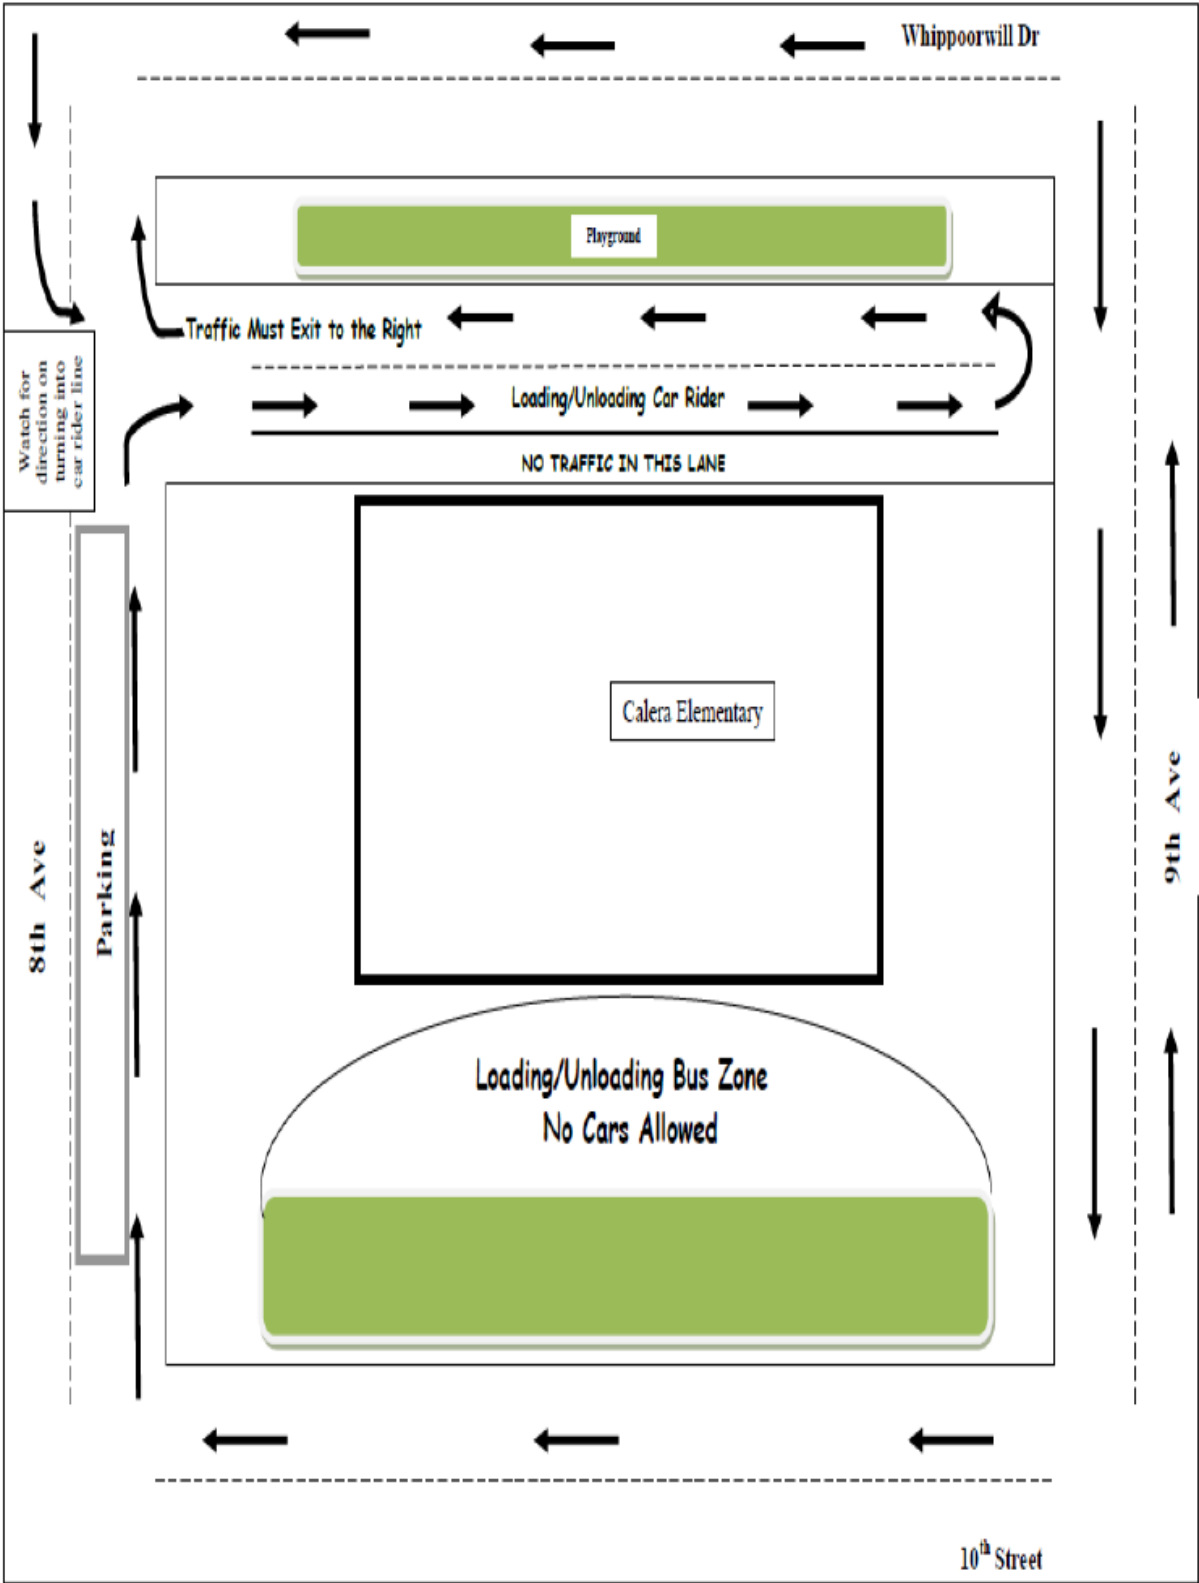 Whippoorwill Dr
Playground
Traffic Must Exit to the Right
Watch for
direction on
turning into
car rider line
Loading/Unloading Car Rider
NO TRAFFIC IN THIS LANE
Calera Elementary
8th Ave
Parking
9th Ave
Loading/Unloading Bus Zone
No Cars Allowed
10th Street